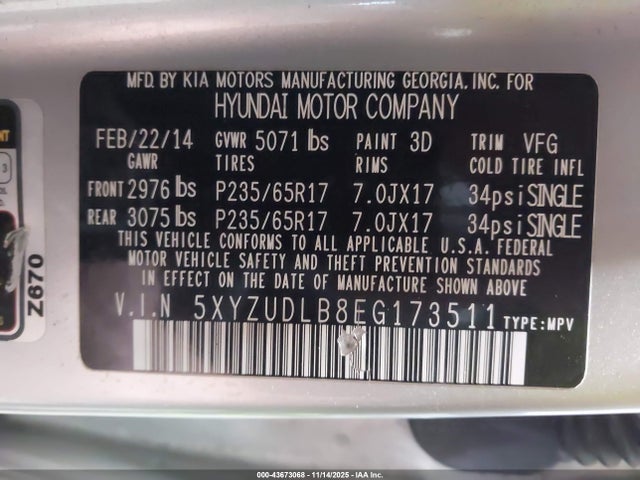 MFD. BY KIA MOTORS MANUFACTURING GEORGIA, INC. FOR
HYUNDAI MOTOR COMPANY
FEB/22/14 GVWR 5071 lbs PAINT 3D TRIM VFG
GAWR TIRES RIMS COLD TIRE INFL
FRONT 2976 lbs P235/65R17 7.0JX17 34psi SINGLE
REAR 3075 lbs P235/65R17 7.0JX17 34psi SINGLE
THIS VEHICLE CONFORMS TO ALL APPLICABLE U.S.A. FEDERAL
MOTOR VEHICLE SAFETY AND THEFT PREVENTION STANDARDS
IN EFFECT ON THE DATE OF MANUFACTURE SHOWN ABOVE.
V.I.N 5XYZUDLB8EG173511 TYPE:MPV
Z670
000-43673068 - 11/14/2025 - IAA Inc.